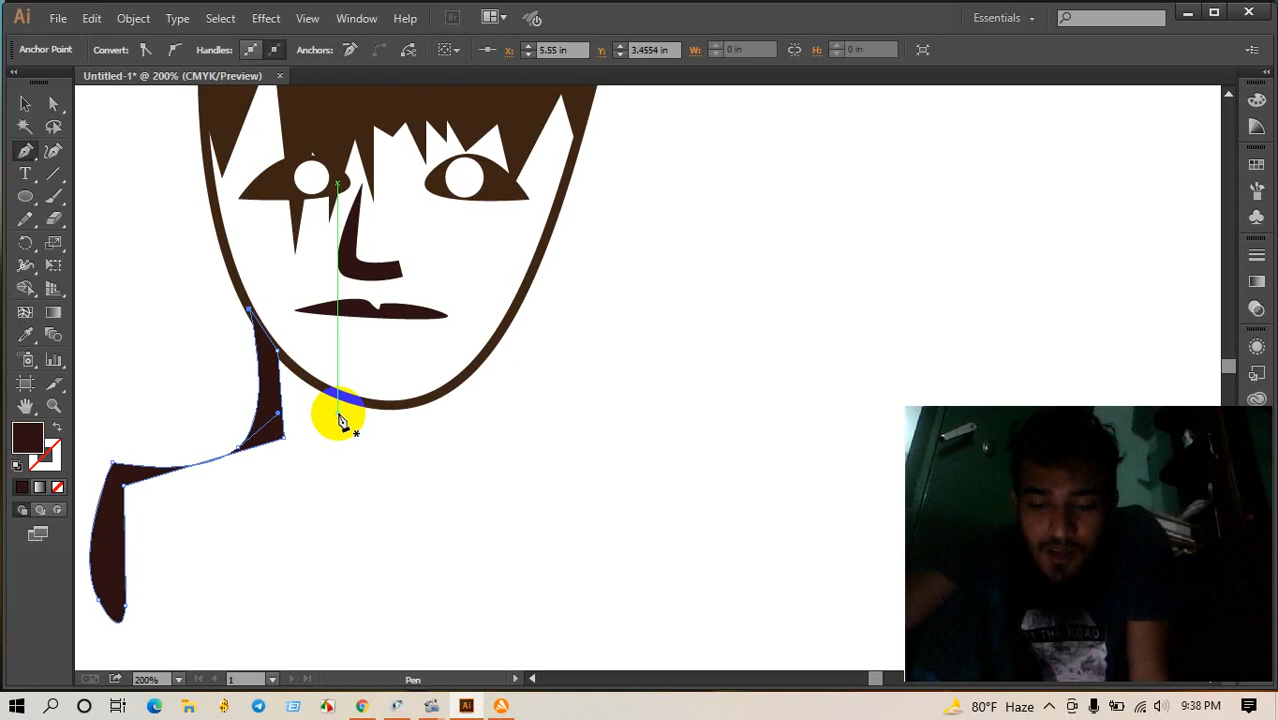 Ai File Edit Object Type Select Effect View Window Help Br Essentials
Anchor Point Convert: Handles: Anchors: X: 5.55 in Y: 3.4554 in W: 0 in H: 0 in
Untitled-1* @ 200% (CMYK/Preview)
T
200% 1 Pen
Ai 80°F Haze 9:38 PM